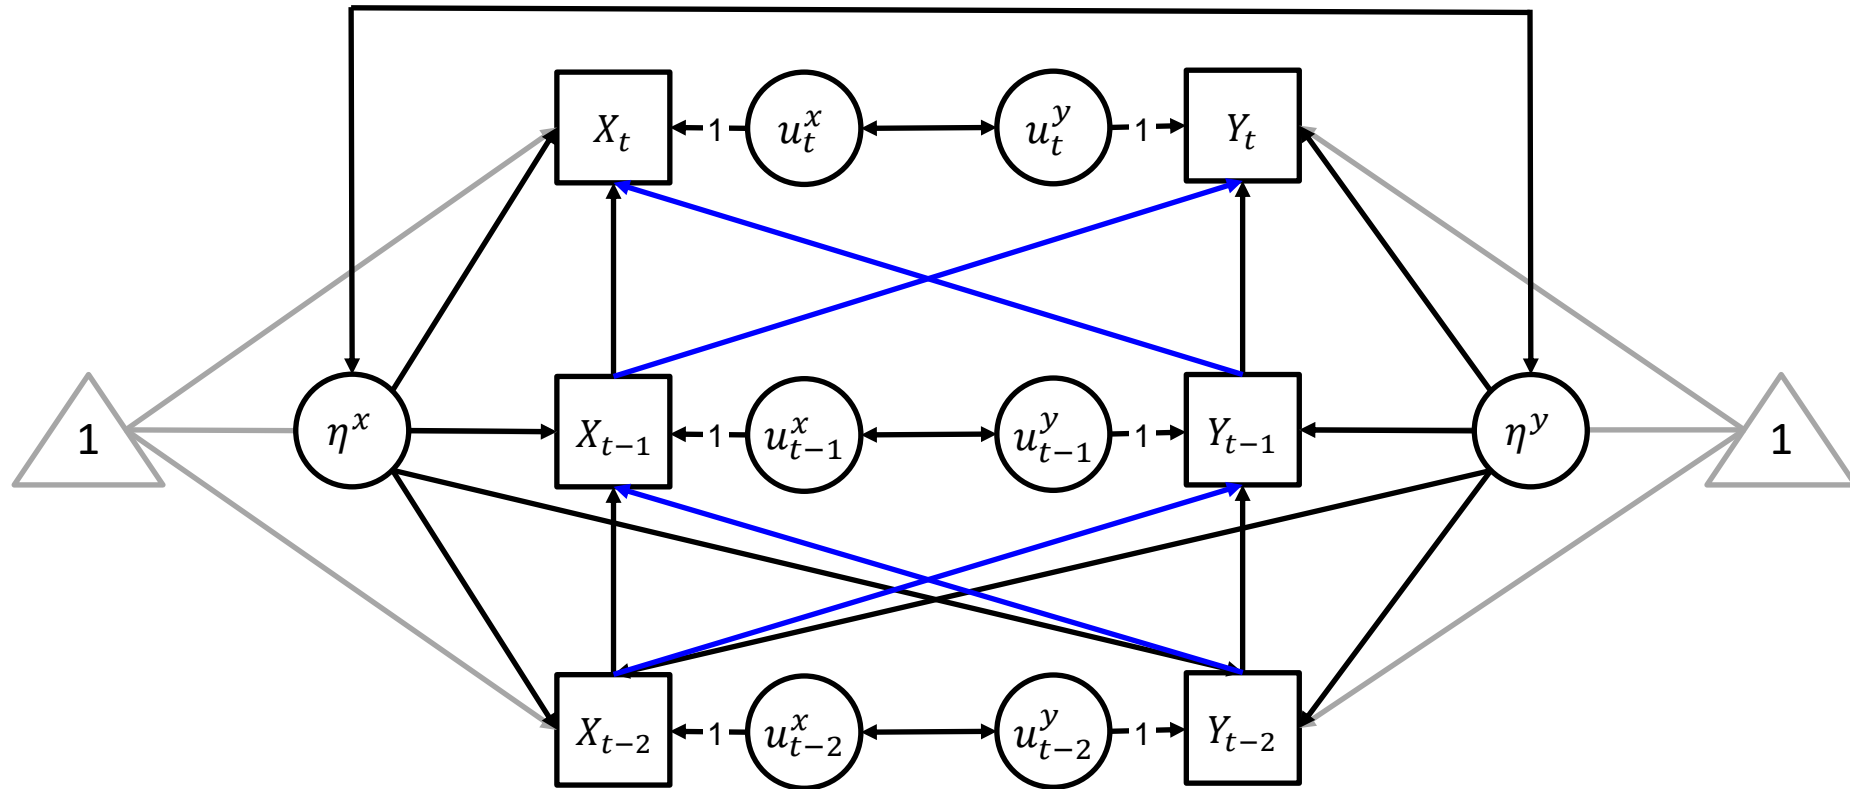 X_t 1 u_t^x u_t^y 1 Y_t
1 η^x X_{t−1} 1 u_{t−1}^x u_{t−1}^y 1 Y_{t−1} η^y 1
X_{t−2} 1 u_{t−2}^x u_{t−2}^y 1 Y_{t−2}